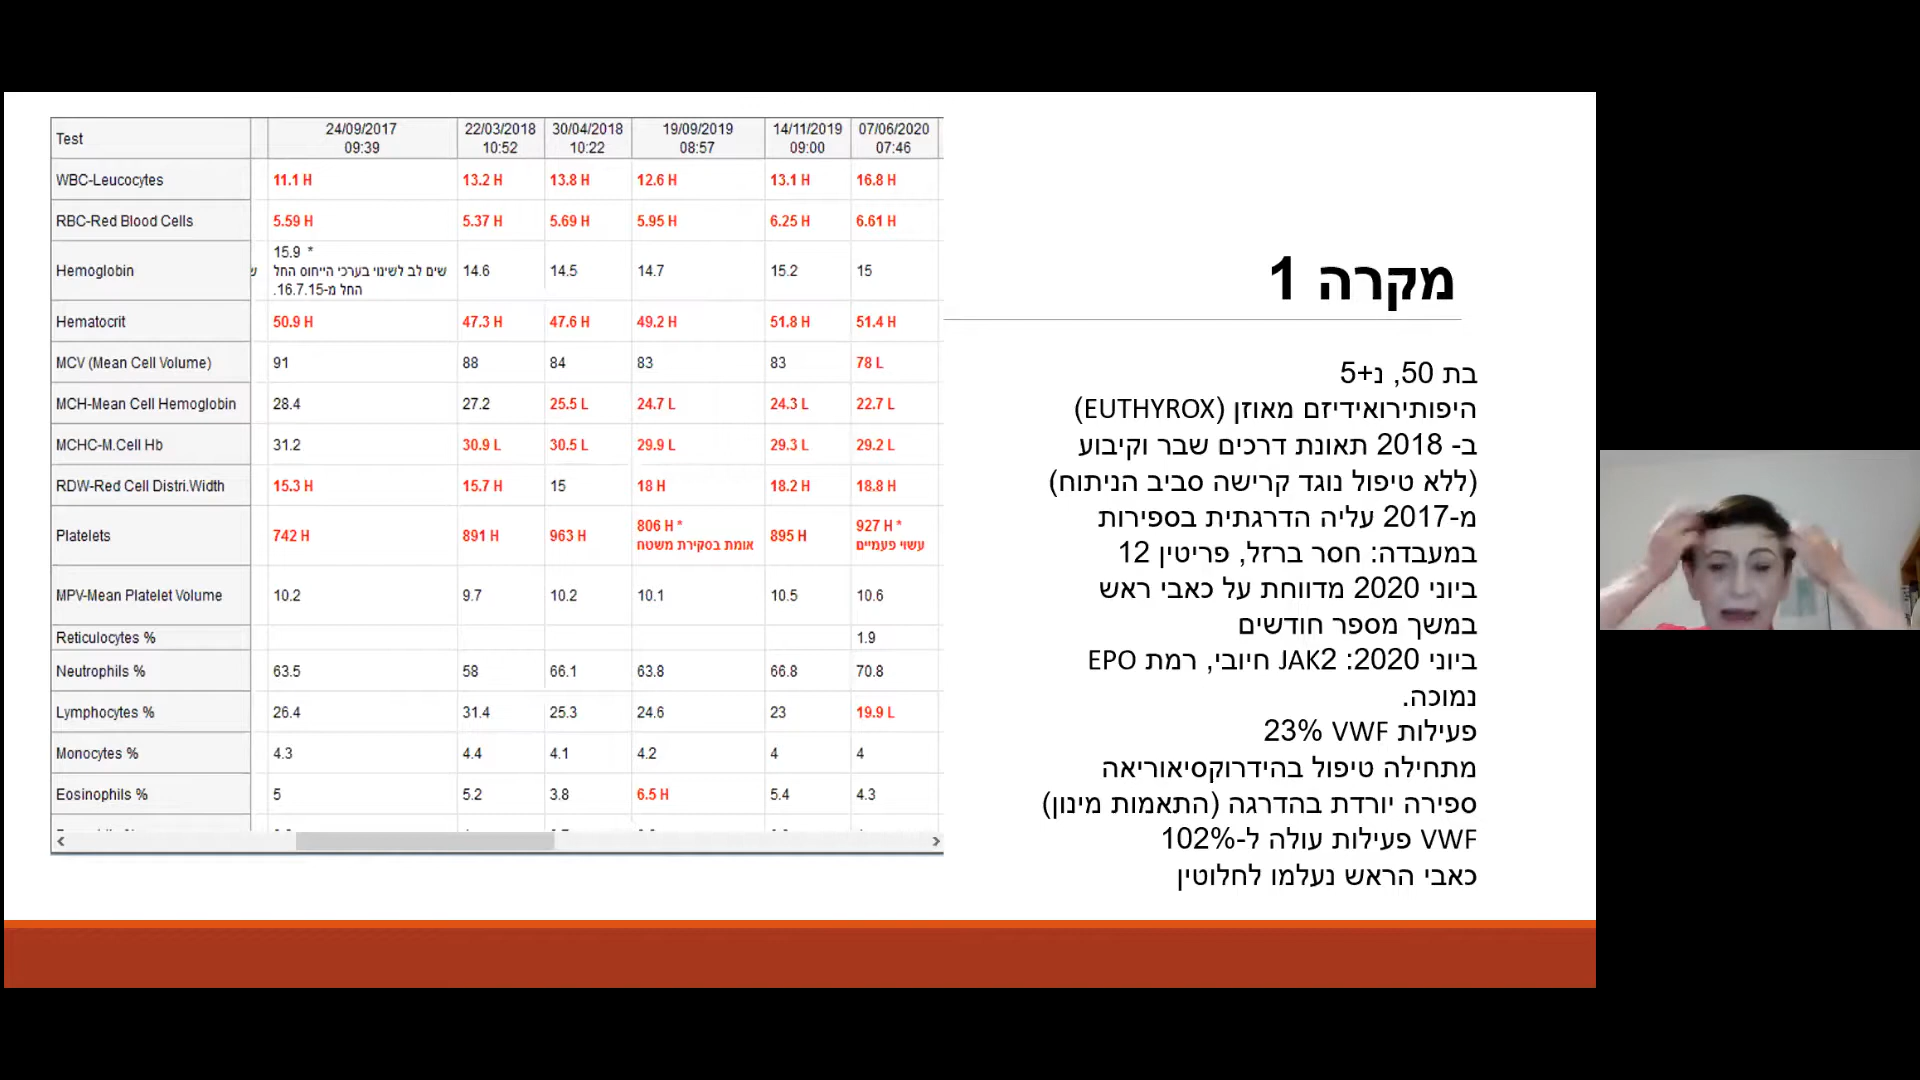 Test 24/09/2017 22/03/2018 30/04/2018 19/09/2019 14/11/2019 07/06/2020
09:39 10:52 10:22 08:57 09:00 07:46
WBC-Leucocytes 11.1 H 13.2 H 13.8 H 12.6 H 13.1 H 16.8 H
RBC-Red Blood Cells 5.59 H 5.37 H 5.69 H 5.95 H 6.25 H 6.61 H
Hemoglobin 15.9 * 14.6 14.5 14.7 15.2 15
שים לב לשינוי בערכי הייחוס החל
החל מ-16.7.15.
Hematocrit 50.9 H 47.3 H 47.6 H 49.2 H 51.8 H 51.4 H
MCV (Mean Cell Volume) 91 88 84 83 83 78 L
MCH-Mean Cell Hemoglobin 28.4 27.2 25.5 L 24.7 L 24.3 L 22.7 L
MCHC-M.Cell Hb 31.2 30.9 L 30.5 L 29.9 L 29.3 L 29.2 L
RDW-Red Cell Distri.Width 15.3 H 15.7 H 15 18 H 18.2 H 18.8 H
Platelets 742 H 891 H 963 H 806 H * 895 H 927 H *
אומת בסקירת משטח עשוי פעמיים
MPV-Mean Platelet Volume 10.2 9.7 10.2 10.1 10.5 10.6
Reticulocytes % 1.9
Neutrophils % 63.5 58 66.1 63.8 66.8 70.8
Lymphocytes % 26.4 31.4 25.3 24.6 23 19.9 L
Monocytes % 4.3 4.4 4.1 4.2 4 4
Eosinophils % 5 5.2 3.8 6.5 H 5.4 4.3
מקרה 1
בת 50, נ+5
היפותירואידיזם מאוזן (EUTHYROX)
ב- 2018 תאונת דרכים שבר וקיבוע
(ללא טיפול נוגד קרישה סביב הניתוח)
מ-2017 עליה הדרגתית בספירות
במעבדה: חסר ברזל, פריטין 12
ביוני 2020 מדווחת על כאבי ראש
במשך מספר חודשים
ביוני 2020: JAK2 חיובי, רמת EPO
נמוכה.
פעילות VWF 23%
מתחילה טיפול בהידרוקסיאוריאה
ספירה יורדת בהדרגה (התאמות מינון)
VWF פעילות עולה ל-102%
כאבי הראש נעלמו לחלוטין